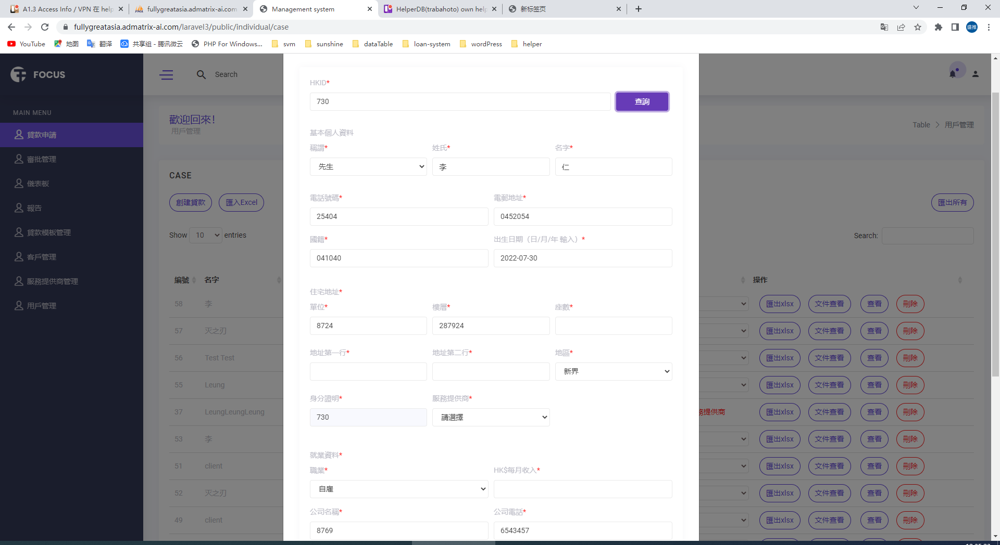 A1.3 Access Info / VPN 在 help
fullygreatasia.admatrix-ai.com
Management system
HelperDB(trabahoto) own help
新标签页
fullygreatasia.admatrix-ai.com/laravel3/public/individual/case
盛推
YouTube
地图
翻译
共享组 - 腾讯微云
PHP For Windows...
svm
sunshine
dataTable
loan-system
wordPress
helper
FOCUS
Search
MAIN MENU
貸款申請
審批管理
儀表板
報告
貸款模板管理
客戶管理
服務提供商管理
用戶管理
歡迎回來!
用戶管理
Table > 用戶管理
CASE
創建貸款 匯入Excel
匯出所有
Show 10 entries
Search:
編號 名字
操作
58 李
匯出xlsx 文件查看 查看 刪除
57 灭之刃
匯出xlsx 文件查看 查看 刪除
56 Test Test
匯出xlsx 文件查看 查看 刪除
55 Leung
匯出xlsx 文件查看 查看 刪除
37 LeungLeungLeung
務提供商 匯出xlsx 文件查看 查看 刪除
53 李
匯出xlsx 文件查看 查看 刪除
51 client
匯出xlsx 文件查看 查看 刪除
52 灭之刃
匯出xlsx 文件查看 查看 刪除
49 client
匯出xlsx 文件查看 查看 刪除
HKID*
730 查詢
基本個人資料
稱謂* 姓氏* 名字*
先生 李 仁
電話號碼* 電郵地址*
25404 0452054
國籍* 出生日期（日/月/年 輸入）*
041040 2022-07-30
住宅地址*
單位* 樓層* 座數*
8724 287924
地址第一行* 地址第二行* 地區*
新界
身分證明* 服務提供商*
730 請選擇
就業資料*
職業* HK$每月收入*
自雇
公司名稱* 公司電話*
8769 6543457